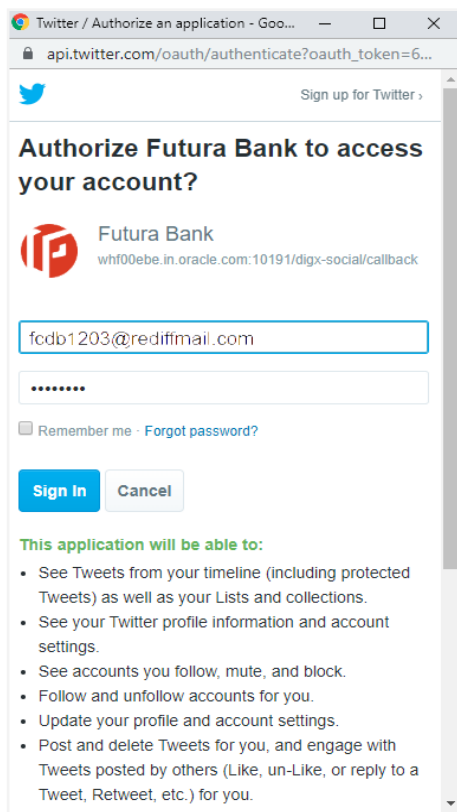 Twitter / Authorize an application - Goo...
api.twitter.com/oauth/authenticate?oauth_token=6...
Sign up for Twitter ›
Authorize Futura Bank to access
your account?
Futura Bank
whf00ebe.in.oracle.com:10191/digx-social/callback
fcdb1203@rediffmail.com
••••••••
Remember me · Forgot password?
Sign In Cancel
This application will be able to:
• See Tweets from your timeline (including protected
Tweets) as well as your Lists and collections.
• See your Twitter profile information and account
settings.
• See accounts you follow, mute, and block.
• Follow and unfollow accounts for you.
• Update your profile and account settings.
• Post and delete Tweets for you, and engage with
Tweets posted by others (Like, un-Like, or reply to a
Tweet, Retweet, etc.) for you.